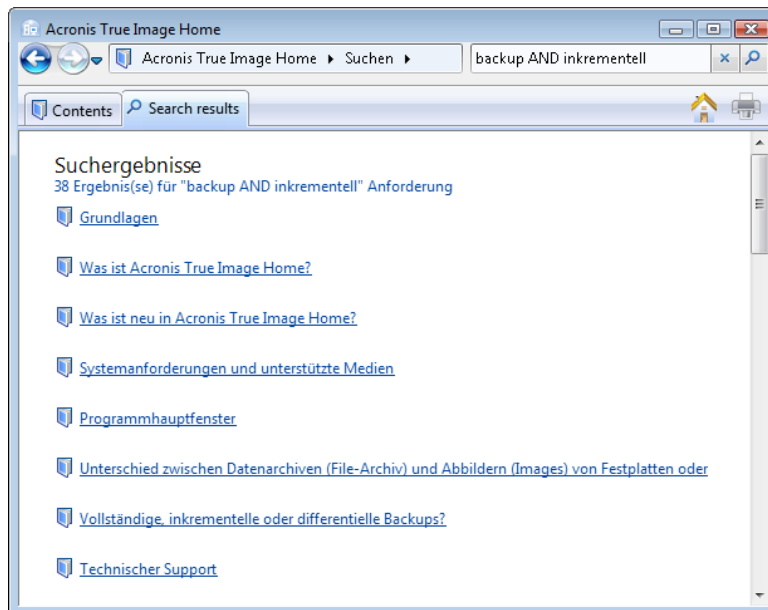 Acronis True Image Home
Acronis True Image Home Suchen backup AND inkrementell
Contents Search results
Suchergebnisse
38 Ergebnis(se) für "backup AND inkrementell" Anforderung
Grundlagen
Was ist Acronis True Image Home?
Was ist neu in Acronis True Image Home?
Systemanforderungen und unterstützte Medien
Programmhauptfenster
Unterschied zwischen Datenarchiven (File-Archiv) und Abbildern (Images) von Festplatten oder
Vollständige, inkrementelle oder differentielle Backups?
Technischer Support